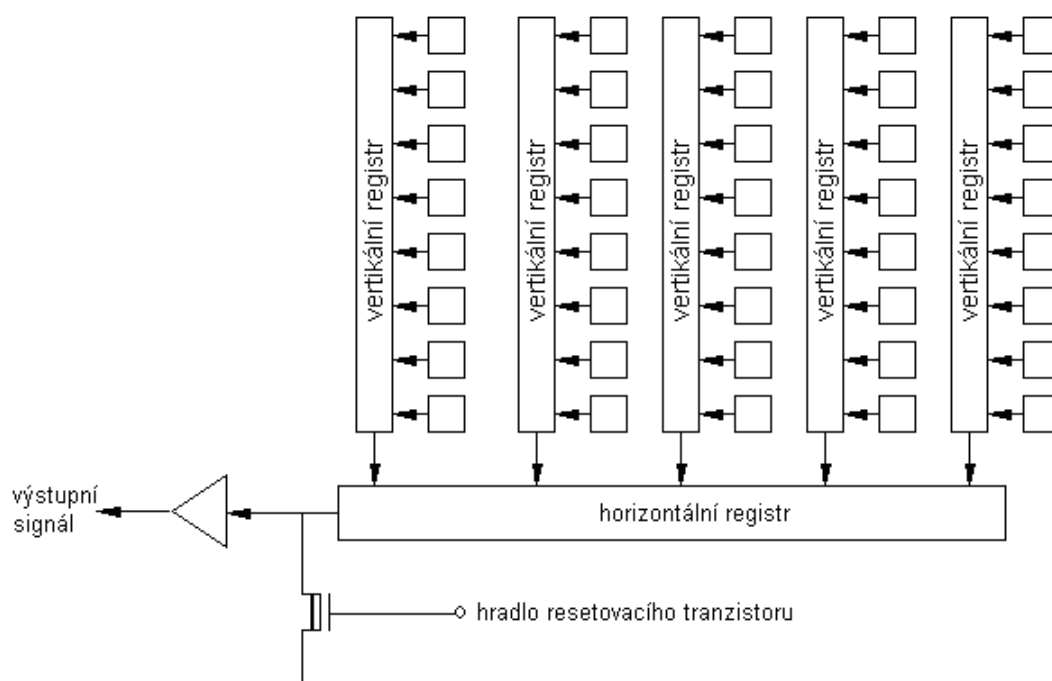 vertikální registr
vertikální registr
vertikální registr
vertikální registr
vertikální registr
horizontální registr
výstupní
signál
hradlo resetovacího tranzistoru